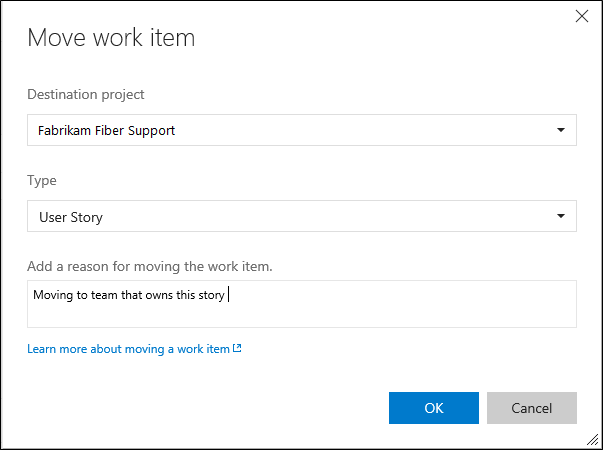 Move work item
Destination project
Fabrikam Fiber Support
Type
User Story
Add a reason for moving the work item.
Moving to team that owns this story
Learn more about moving a work item
OK
Cancel